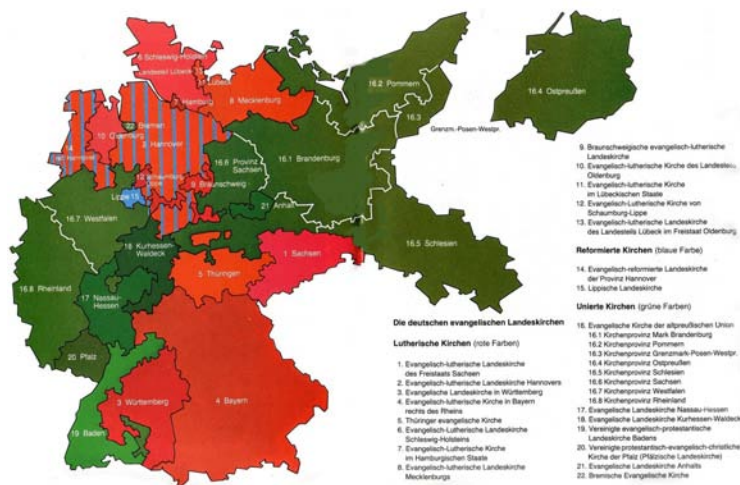 6 Schleswig-Holstein
Landesteil Lübeck 13
11 Lübeck
7 Hamburg
8 Mecklenburg
16.2 Pommern
16.3
Grenzm.-Posen-Westpr.
16.4 Ostpreußen
22 Bremen
10 Oldenburg
2 Hannover
14
12 Schaumburg-Lippe
Lippe 15
9 Braunschweig
16.6 Provinz
Sachsen
16.1 Brandenburg
21 Anhalt
16.7 Westfalen
18 Kurhessen-
Waldeck
16.8 Rheinland
17 Nassau-
Hessen
5 Thüringen
1 Sachsen
16.5 Schlesien
20 Pfalz
3 Württemberg
4 Bayern
19 Baden
Die deutschen evangelischen Landeskirchen
Lutherische Kirchen (rote Farben)
1. Evangelisch-lutherische Landeskirche
des Freistaats Sachsen
2. Evangelisch-lutherische Landeskirche Hannovers
3. Evangelische Landeskirche in Württemberg
4. Evangelisch-lutherische Kirche in Bayern
rechts des Rheins
5. Thüringer evangelische Kirche
6. Evangelisch-Lutherische Landeskirche
Schleswig-Holsteins
7. Evangelisch-Lutherische Kirche
im Hamburgischen Staate
8. Evangelisch-lutherische Landeskirche
Mecklenburgs
9. Braunschweigische evangelisch-lutherische
Landeskirche
10. Evangelisch-lutherische Kirche des Landesteils
Oldenburg
11. Evangelisch-lutherische Kirche
im Lübeckischen Staate
12. Evangelisch-Lutherische Kirche von
Schaumburg-Lippe
13. Evangelisch-lutherische Landeskirche
des Landesteils Lübeck im Freistaat Oldenburg
Reformierte Kirchen (blaue Farbe)
14. Evangelisch-reformierte Landeskirche
der Provinz Hannover
15. Lippische Landeskirche
Unierte Kirchen (grüne Farben)
16. Evangelische Kirche der altpreußischen Union
16.1 Kirchenprovinz Mark Brandenburg
16.2 Kirchenprovinz Pommern
16.3 Kirchenprovinz Grenzmark-Posen-Westpr.
16.4 Kirchenprovinz Ostpreußen
16.5 Kirchenprovinz Schlesien
16.6 Kirchenprovinz Sachsen
16.7 Kirchenprovinz Westfalen
16.8 Kirchenprovinz Rheinland
17. Evangelische Landeskirche Nassau-Hessen
18. Evangelische Landeskirche Kurhessen-Waldeck
19. Vereinigte evangelisch-protestantische
Landeskirche Badens
20. Vereinigte protestantisch-evangelisch-christliche
Kirche der Pfalz (Pfälzische Landeskirche)
21. Evangelische Landeskirche Anhalts
22. Bremische Evangelische Kirche